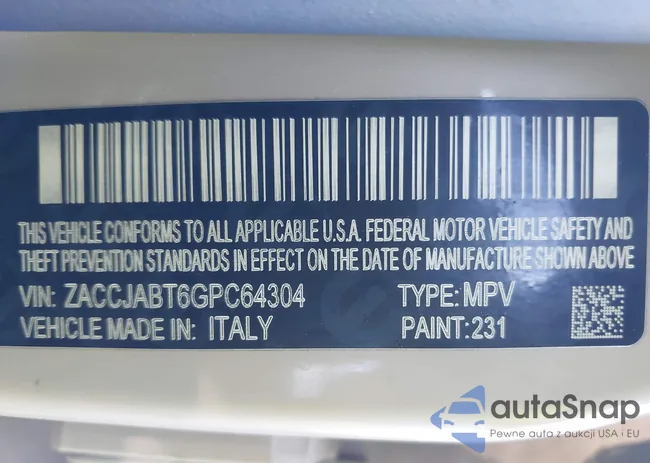 THIS VEHICLE CONFORMS TO ALL APPLICABLE U.S.A. FEDERAL MOTOR VEHICLE SAFETY AND
THEFT PREVENTION STANDARDS IN EFFECT ON THE DATE OF MANUFACTURE SHOWN ABOVE
VIN: ZACCJABT6GPC64304 TYPE: MPV
VEHICLE MADE IN: ITALY PAINT:231
autaSnap
Pewne auta z aukcji USA i EU